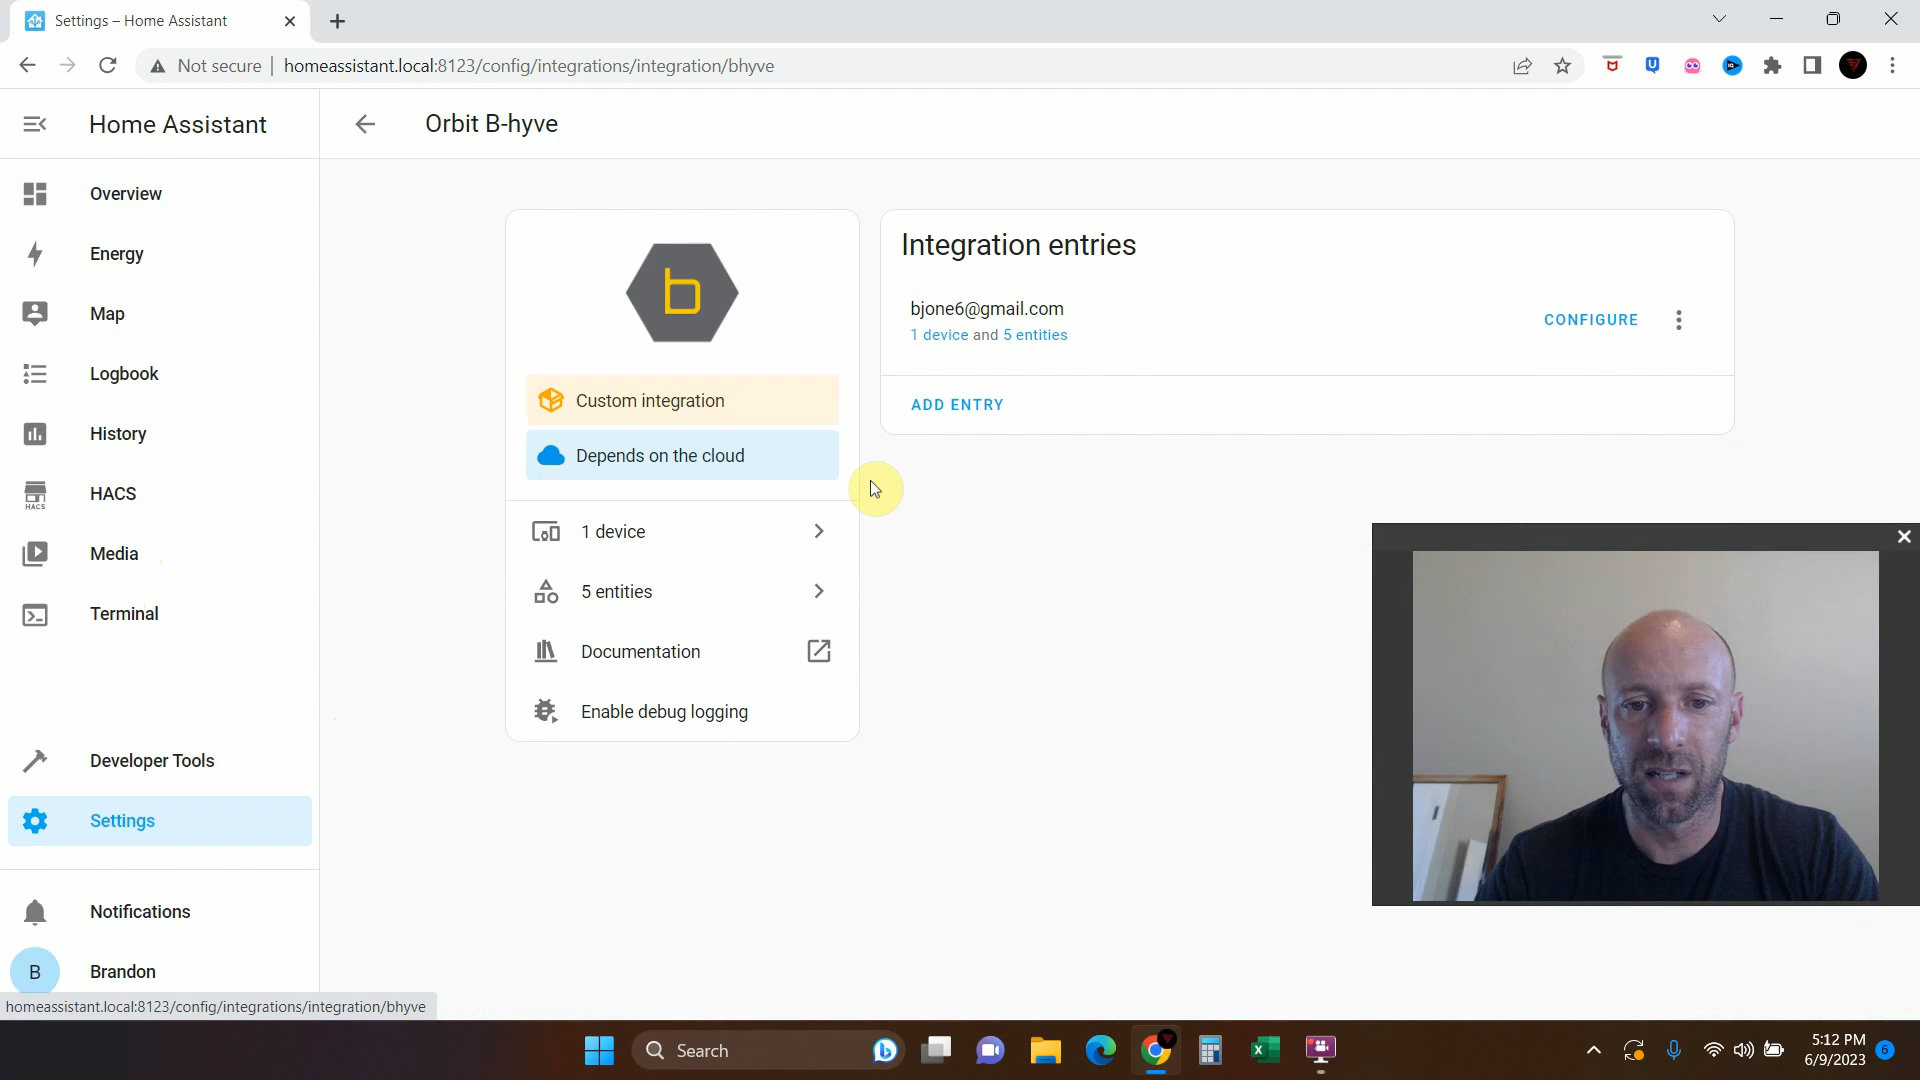 Settings – Home Assistant
Not secure
homeassistant.local:8123/config/integrations/integration/bhyve
Home Assistant
Orbit B-hyve
Overview
Energy
Map
Logbook
History
HACS
HACS
Media
Terminal
Developer Tools
Settings
Notifications
B
Brandon
b
Custom integration
Depends on the cloud
1 device
5 entities
Documentation
Enable debug logging
Integration entries
bjone6@gmail.com
1 device and 5 entities
CONFIGURE
ADD ENTRY
homeassistant.local:8123/config/integrations/integration/bhyve
Search
5:12 PM
6/9/2023
6